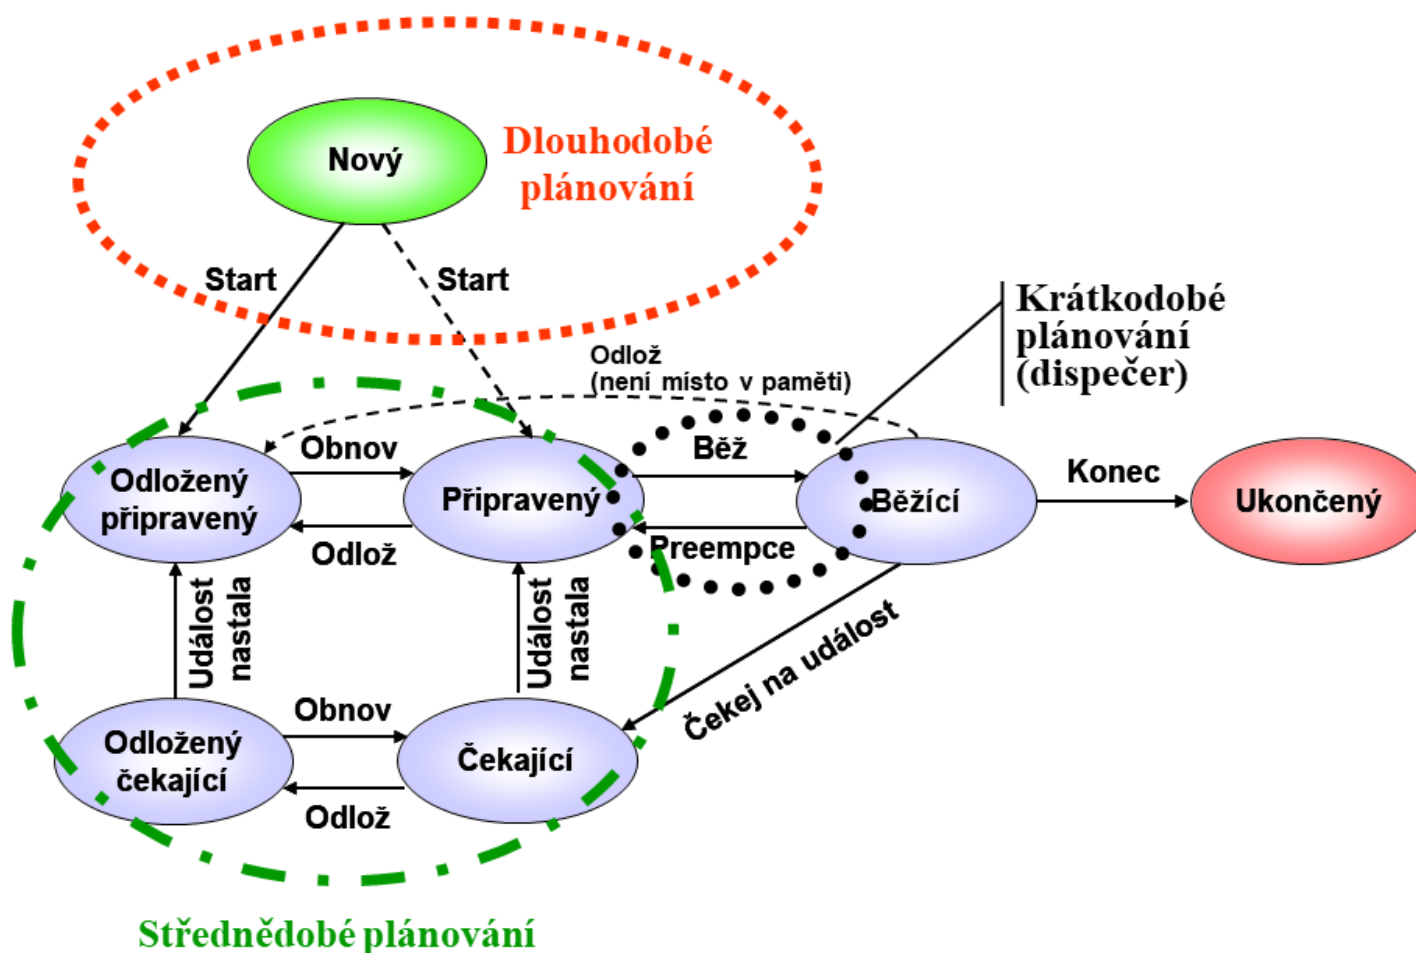 Nový
Dlouhodobé
plánování
Start
Start
Krátkodobé
plánování
(dispečer)
Odlož
(není místo v paměti)
Obnov
Běž
Konec
Odložený
připravený
Připravený
Běžící
Ukončený
Odlož
Preempce
Událost
nastala
Událost
nastala
Čekej na událost
Obnov
Odložený
čekající
Čekající
Odlož
Střednědobé plánování